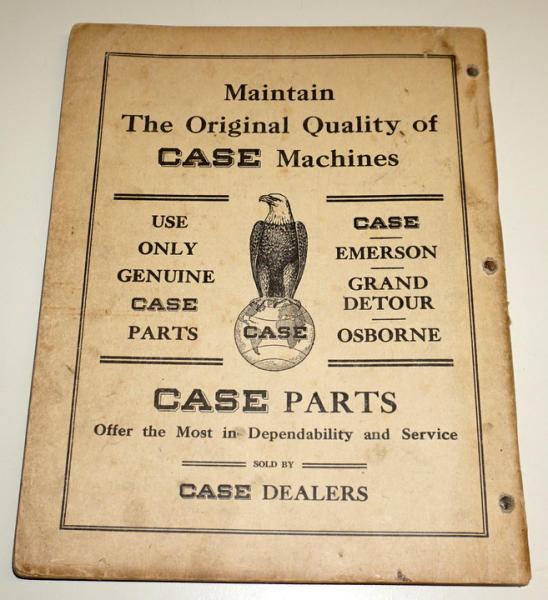 Maintain
The Original Quality of
CASE Machines
USE
ONLY
GENUINE
CASE
PARTS
CASE
CASE
EMERSON
GRAND
DETOUR
OSBORNE
CASE PARTS
Offer the Most in Dependability and Service
SOLD BY
CASE DEALERS